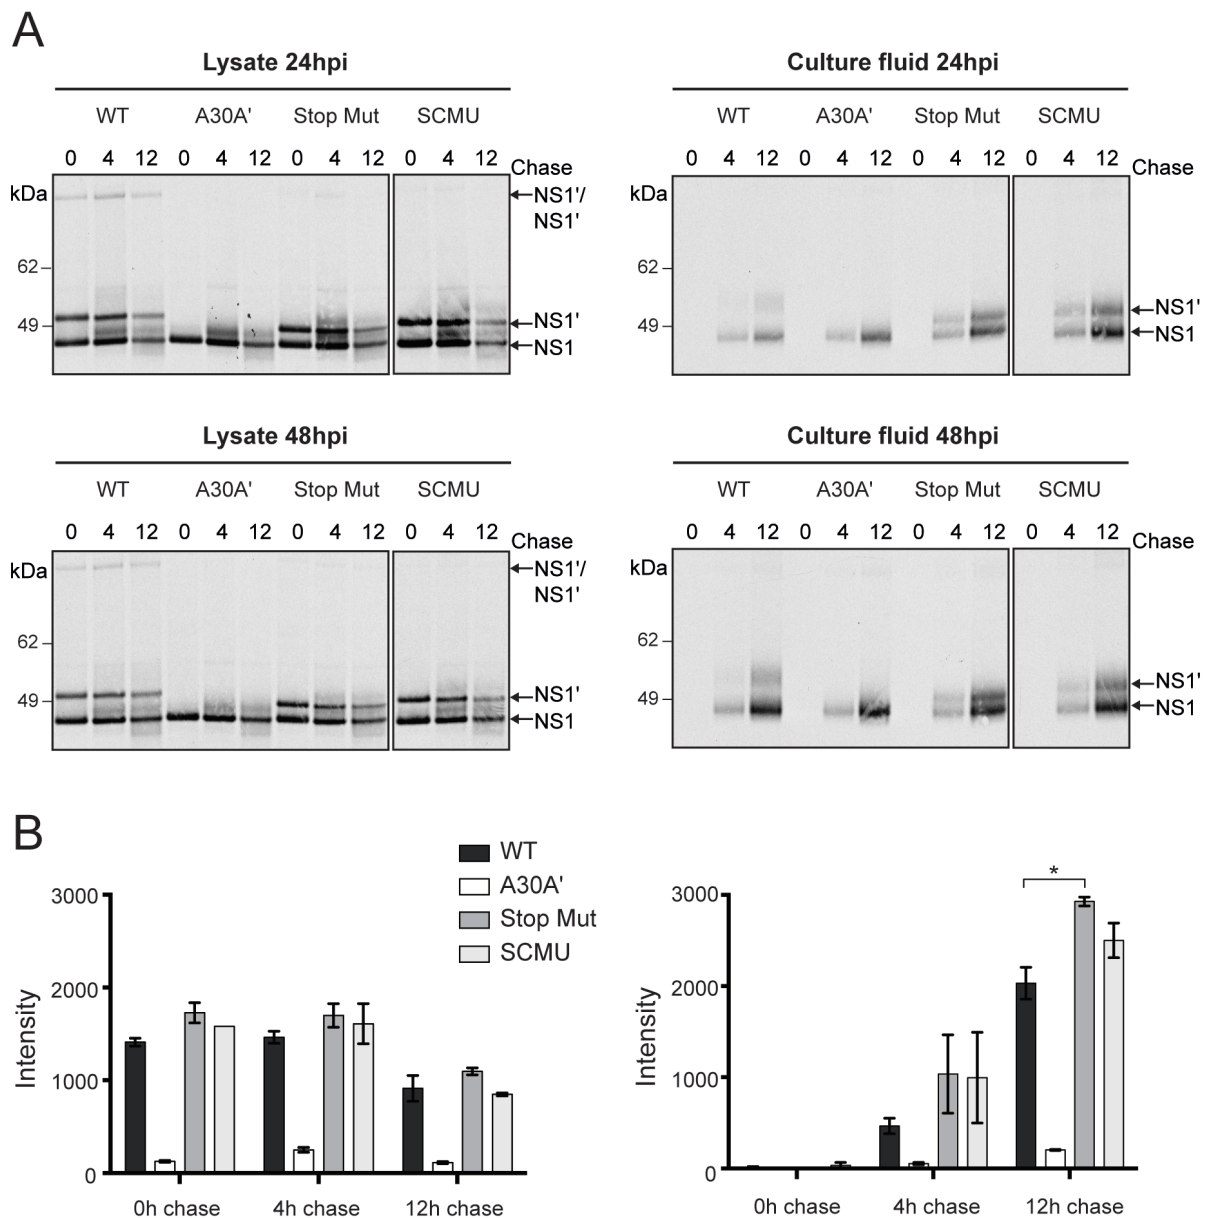 A
Lysate 24hpi
WT A30A' Stop Mut SCMU
0 4 12 0 4 12 0 4 12 0 4 12 Chase
kDa
NS1'/
NS1'
62
49
NS1'
NS1
Culture fluid 24hpi
WT A30A' Stop Mut SCMU
0 4 12 0 4 12 0 4 12 0 4 12 Chase
kDa
62
49
NS1'
NS1
Lysate 48hpi
WT A30A' Stop Mut SCMU
0 4 12 0 4 12 0 4 12 0 4 12 Chase
kDa
NS1'/
NS1'
62
49
NS1'
NS1
Culture fluid 48hpi
WT A30A' Stop Mut SCMU
0 4 12 0 4 12 0 4 12 0 4 12 Chase
kDa
62
49
NS1'
NS1
B
WT
A30A'
Stop Mut
SCMU
3000
2000
1000
0
Intensity
0h chase 4h chase 12h chase
*
3000
2000
1000
0
Intensity
0h chase 4h chase 12h chase